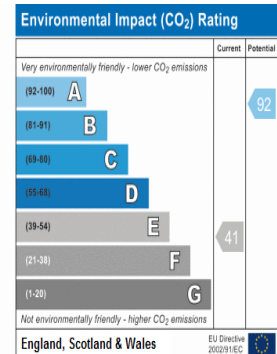 Environmental Impact (CO₂) Rating
Current Potential
Very environmentally friendly - lower CO₂ emissions
(92-100) A
92
(81-91) B
(69-80) C
(55-68) D
(39-54) E
41
(21-38) F
(1-20) G
Not environmentally friendly - higher CO₂ emissions
England, Scotland & Wales
EU Directive
2002/91/EC